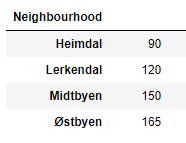 Neighbourhood
Heimdal 90
Lerkendal 120
Midtbyen 150
Østbyen 165